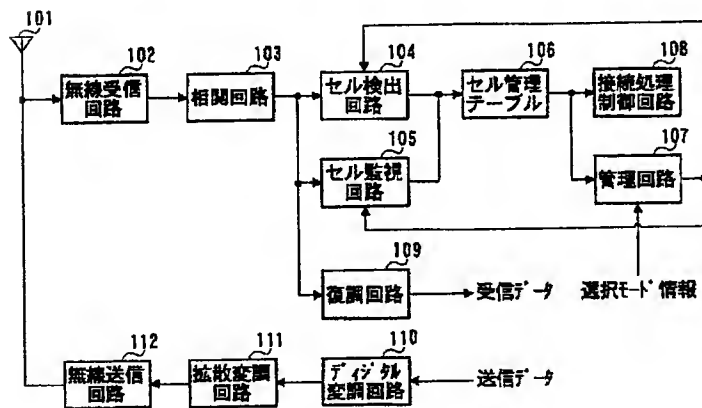 101
102
無線受信
回路
103
相関回路
104
セル検出
回路
106
セル管理
テーブル
108
接続処理
制御回路
105
セル監視
回路
107
管理回路
109
復調回路
受信データ
選択モード情報
112
無線送信
回路
111
拡散変調
回路
110
ディジタル
変調回路
送信データ